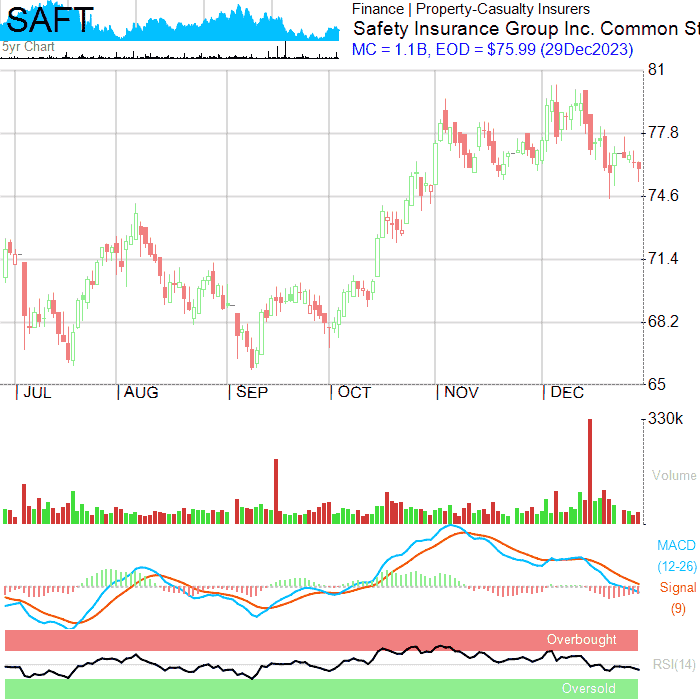 SAFT
5yr Chart
Finance | Property-Casualty Insurers
Safety Insurance Group Inc. Common St
MC = 1.1B, EOD = $75.99 (29Dec2023)
81
77.8
74.6
71.4
68.2
65
JUL AUG SEP OCT NOV DEC
330k
Volume
MACD
(12-26)
Signal
(9)
Overbought
RSI(14)
Oversold